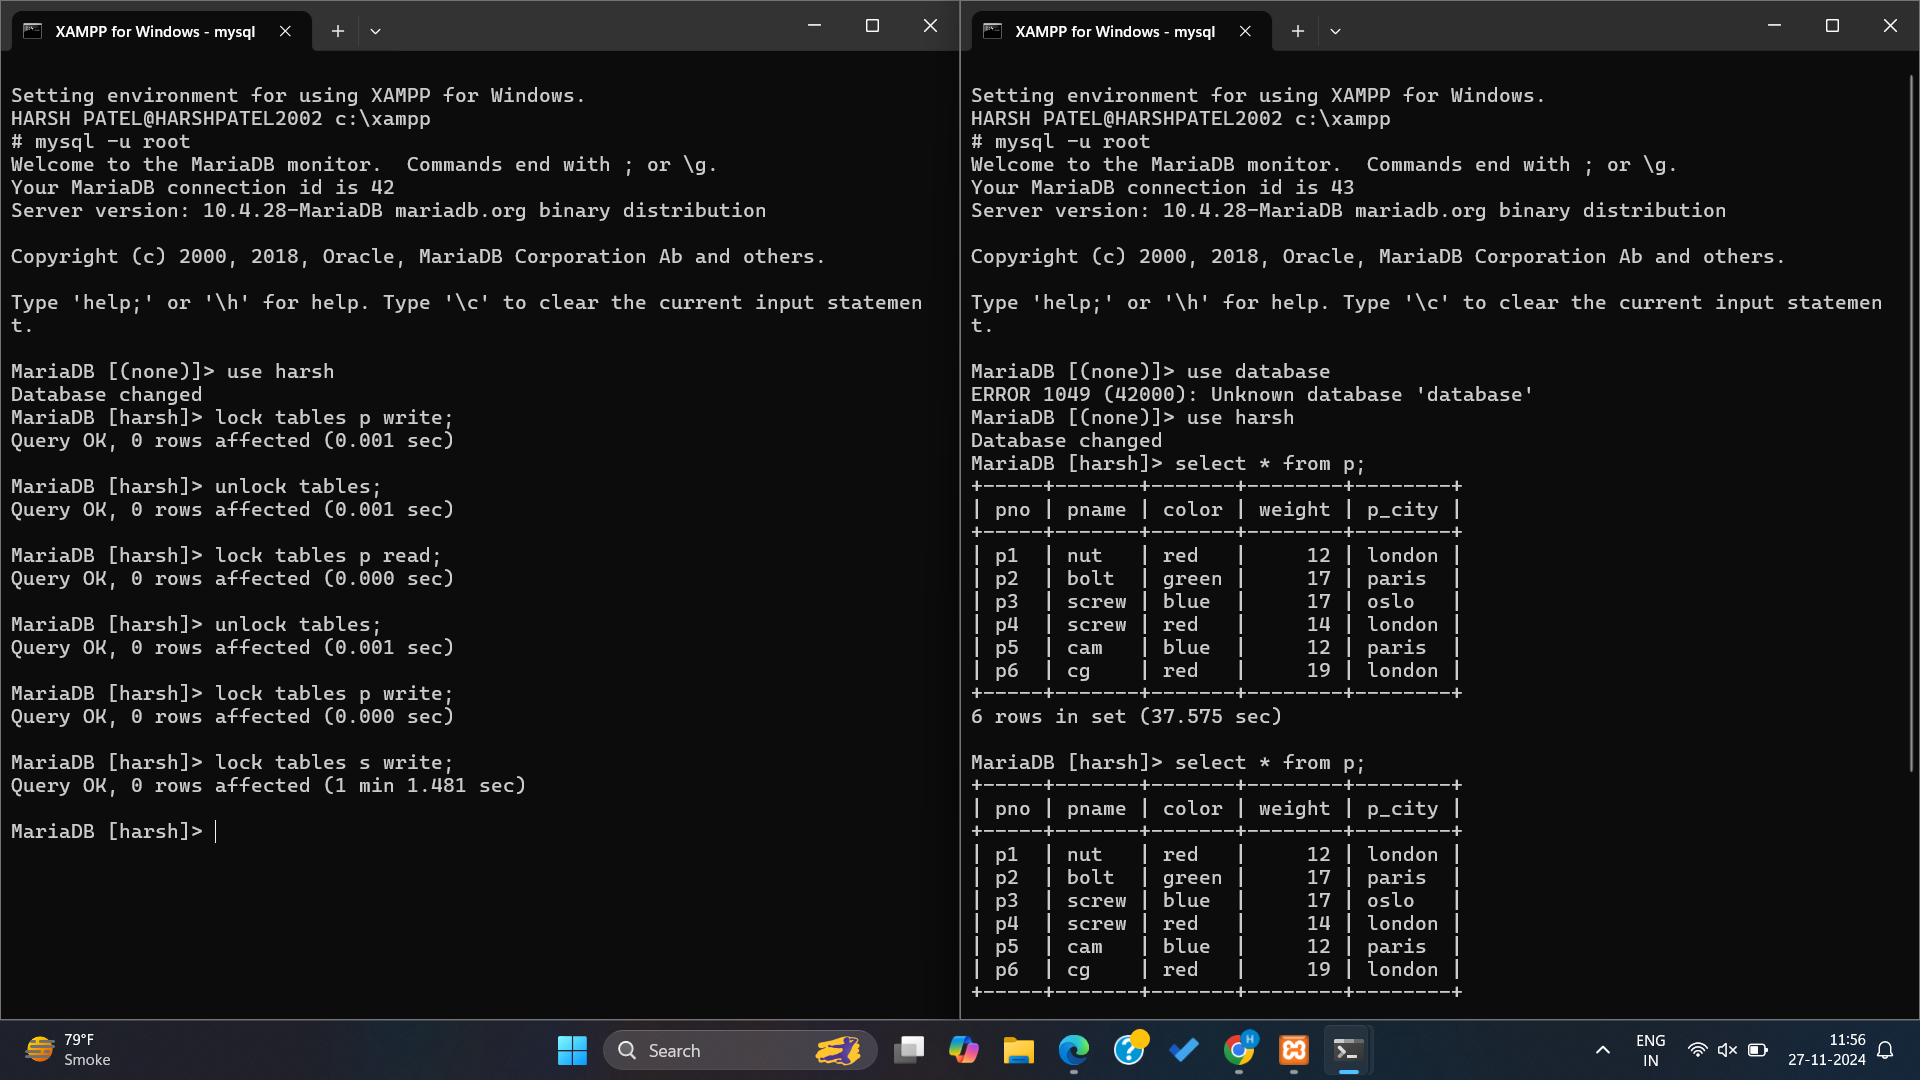 XAMPP for Windows - mysql
Setting environment for using XAMPP for Windows.
HARSH PATEL@HARSHPATEL2002 c:\xampp
# mysql -u root
Welcome to the MariaDB monitor.  Commands end with ; or \g.
Your MariaDB connection id is 42
Server version: 10.4.28-MariaDB mariadb.org binary distribution

Copyright (c) 2000, 2018, Oracle, MariaDB Corporation Ab and others.

Type 'help;' or '\h' for help. Type '\c' to clear the current input statemen
t.

MariaDB [(none)]> use harsh
Database changed
MariaDB [harsh]> lock tables p write;
Query OK, 0 rows affected (0.001 sec)

MariaDB [harsh]> unlock tables;
Query OK, 0 rows affected (0.001 sec)

MariaDB [harsh]> lock tables p read;
Query OK, 0 rows affected (0.000 sec)

MariaDB [harsh]> unlock tables;
Query OK, 0 rows affected (0.001 sec)

MariaDB [harsh]> lock tables p write;
Query OK, 0 rows affected (0.000 sec)

MariaDB [harsh]> lock tables s write;
Query OK, 0 rows affected (1 min 1.481 sec)

MariaDB [harsh]>
XAMPP for Windows - mysql
Setting environment for using XAMPP for Windows.
HARSH PATEL@HARSHPATEL2002 c:\xampp
# mysql -u root
Welcome to the MariaDB monitor.  Commands end with ; or \g.
Your MariaDB connection id is 43
Server version: 10.4.28-MariaDB mariadb.org binary distribution

Copyright (c) 2000, 2018, Oracle, MariaDB Corporation Ab and others.

Type 'help;' or '\h' for help. Type '\c' to clear the current input statemen
t.

MariaDB [(none)]> use database
ERROR 1049 (42000): Unknown database 'database'
MariaDB [(none)]> use harsh
Database changed
MariaDB [harsh]> select * from p;
+-----+-------+-------+--------+--------+
| pno | pname | color | weight | p_city |
+-----+-------+-------+--------+--------+
| p1  | nut   | red   |     12 | london |
| p2  | bolt  | green |     17 | paris  |
| p3  | screw | blue  |     17 | oslo   |
| p4  | screw | red   |     14 | london |
| p5  | cam   | blue  |     12 | paris  |
| p6  | cg    | red   |     19 | london |
+-----+-------+-------+--------+--------+
6 rows in set (37.575 sec)

MariaDB [harsh]> select * from p;
+-----+-------+-------+--------+--------+
| pno | pname | color | weight | p_city |
+-----+-------+-------+--------+--------+
| p1  | nut   | red   |     12 | london |
| p2  | bolt  | green |     17 | paris  |
| p3  | screw | blue  |     17 | oslo   |
| p4  | screw | red   |     14 | london |
| p5  | cam   | blue  |     12 | paris  |
| p6  | cg    | red   |     19 | london |
+-----+-------+-------+--------+--------+
79°F
Smoke
Search
H
ENG
IN
11:56
27-11-2024